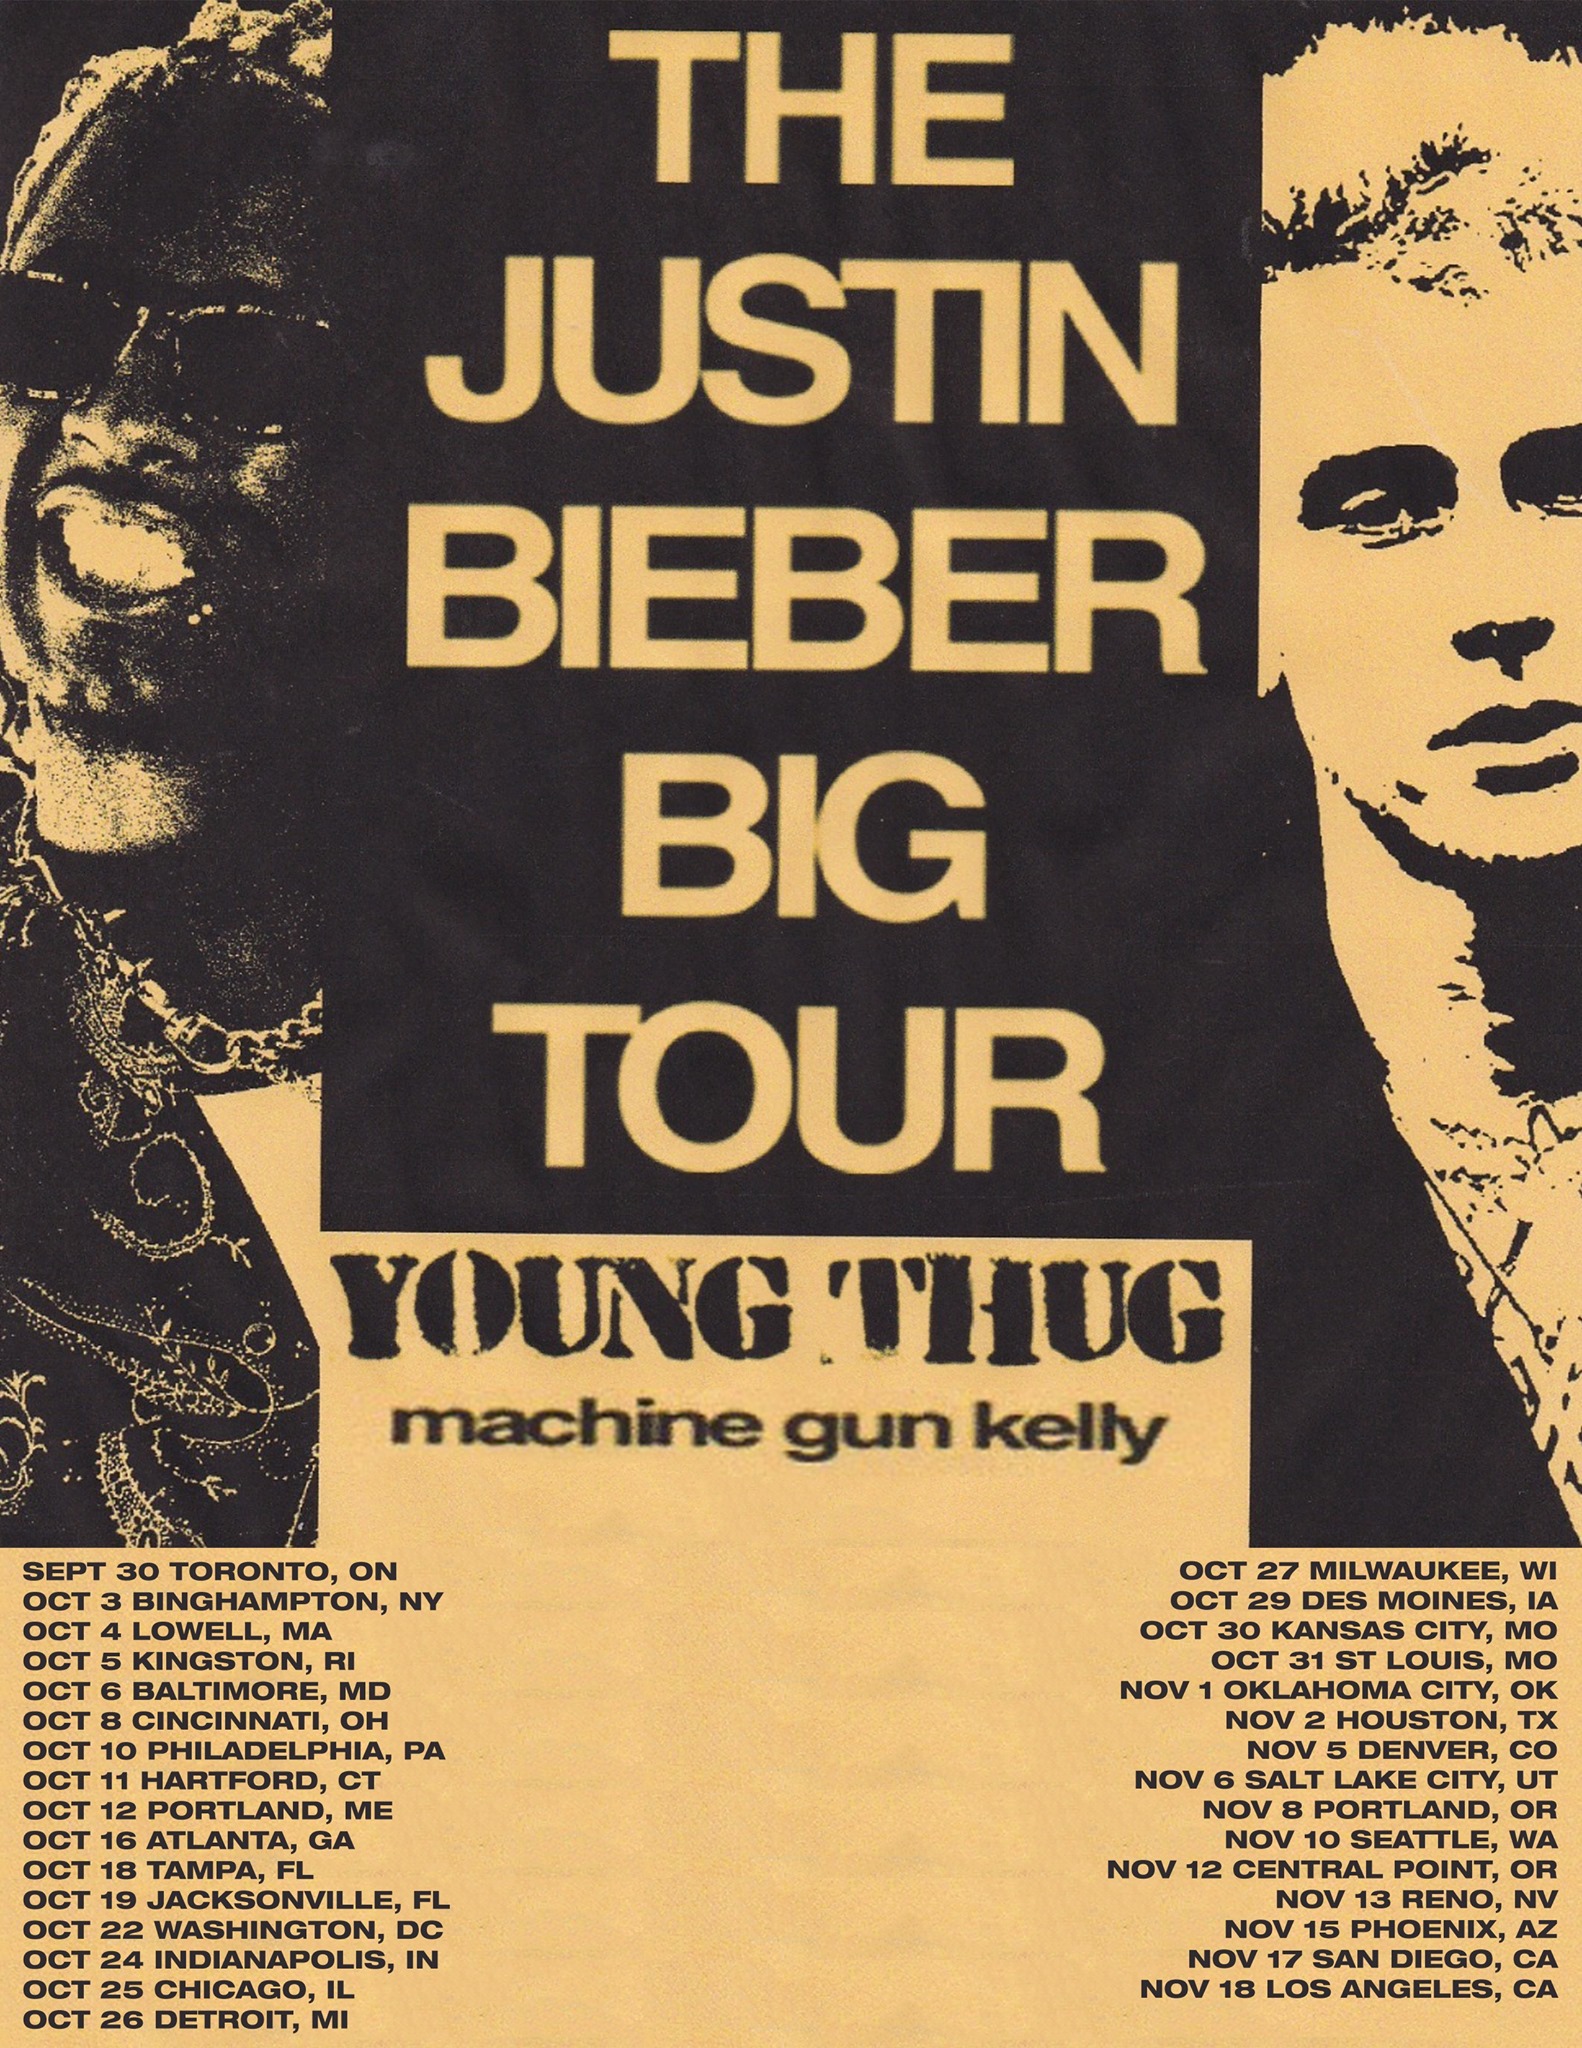 THE
JUSTIN
BIEBER
BIG
TOUR
YOUNG THUG
machine gun kelly
SEPT 30 TORONTO, ON
OCT 3 BINGHAMPTON, NY
OCT 4 LOWELL, MA
OCT 5 KINGSTON, RI
OCT 6 BALTIMORE, MD
OCT 8 CINCINNATI, OH
OCT 10 PHILADELPHIA, PA
OCT 11 HARTFORD, CT
OCT 12 PORTLAND, ME
OCT 16 ATLANTA, GA
OCT 18 TAMPA, FL
OCT 19 JACKSONVILLE, FL
OCT 22 WASHINGTON, DC
OCT 24 INDIANAPOLIS, IN
OCT 25 CHICAGO, IL
OCT 26 DETROIT, MI
OCT 27 MILWAUKEE, WI
OCT 29 DES MOINES, IA
OCT 30 KANSAS CITY, MO
OCT 31 ST LOUIS, MO
NOV 1 OKLAHOMA CITY, OK
NOV 2 HOUSTON, TX
NOV 5 DENVER, CO
NOV 6 SALT LAKE CITY, UT
NOV 8 PORTLAND, OR
NOV 10 SEATTLE, WA
NOV 12 CENTRAL POINT, OR
NOV 13 RENO, NV
NOV 15 PHOENIX, AZ
NOV 17 SAN DIEGO, CA
NOV 18 LOS ANGELES, CA